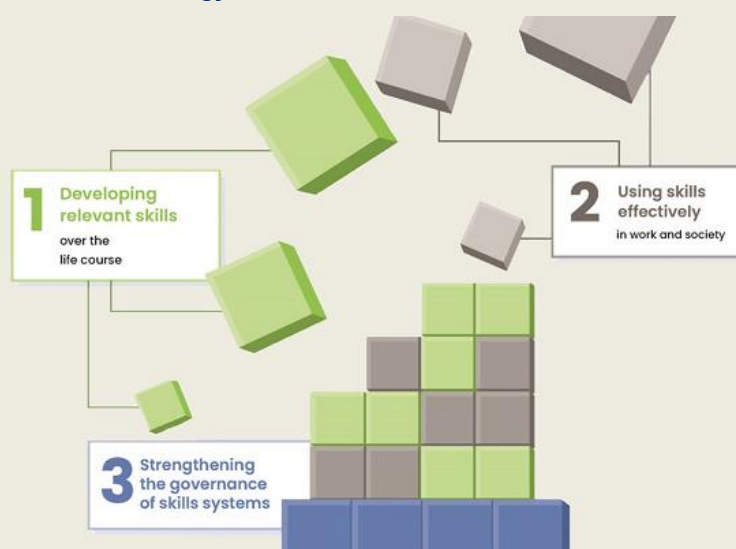 1 Developing
relevant skills
over the
life course
2 Using skills
effectively
in work and society
3 Strengthening
the governance
of skills systems